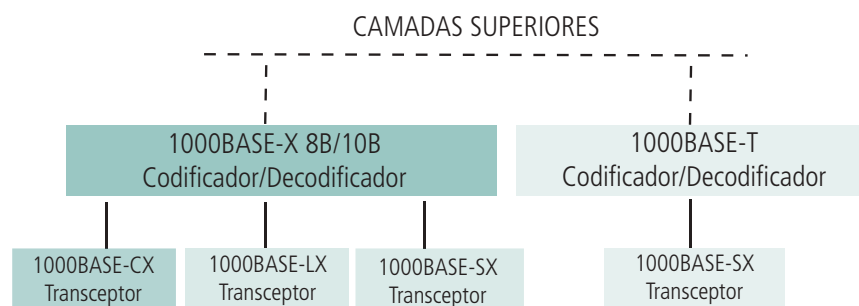 CAMADAS SUPERIORES
1000BASE-X 8B/10B
Codificador/Decodificador
1000BASE-T
Codificador/Decodificador
1000BASE-CX
Transceptor
1000BASE-LX
Transceptor
1000BASE-SX
Transceptor
1000BASE-SX
Transceptor